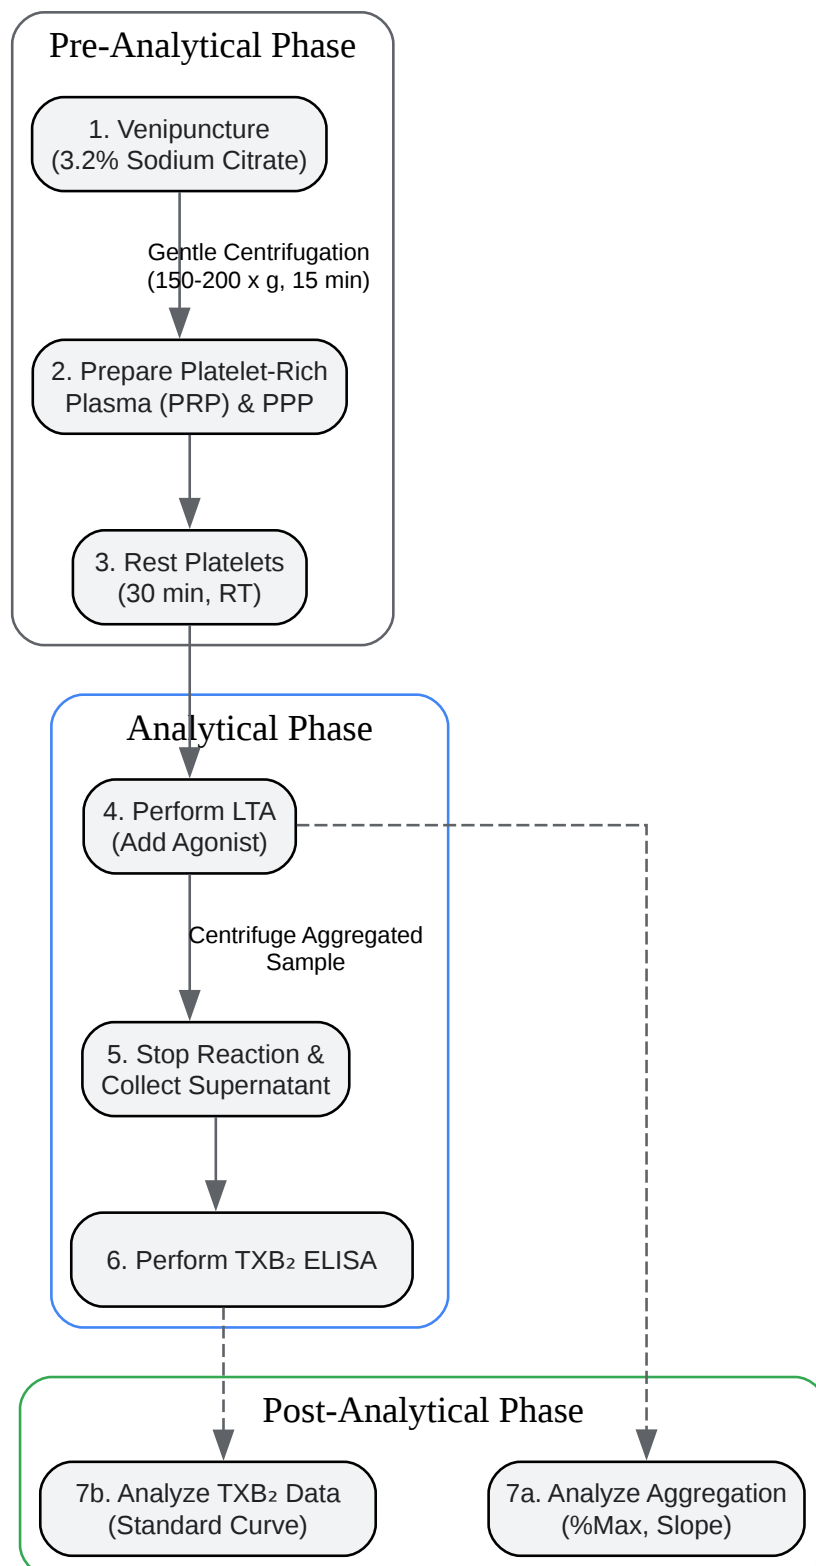 Pre-Analytical Phase
1. Venipuncture
(3.2% Sodium Citrate)
Gentle Centrifugation
(150-200 x g, 15 min)
2. Prepare Platelet-Rich
Plasma (PRP) & PPP
3. Rest Platelets
(30 min, RT)
Analytical Phase
4. Perform LTA
(Add Agonist)
Centrifuge Aggregated
Sample
5. Stop Reaction &
Collect Supernatant
6. Perform TXB₂ ELISA
Post-Analytical Phase
7b. Analyze TXB₂ Data
(Standard Curve)
7a. Analyze Aggregation
(%Max, Slope)